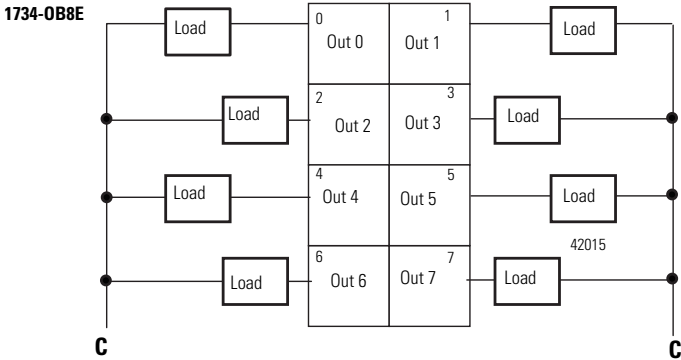 1734-OB8E
Load 0 Out 0 1 Out 1 Load
Load 2 Out 2 3 Out 3 Load
Load 4 Out 4 5 Out 5 Load
42015
Load 6 Out 6 7 Out 7 Load
C C